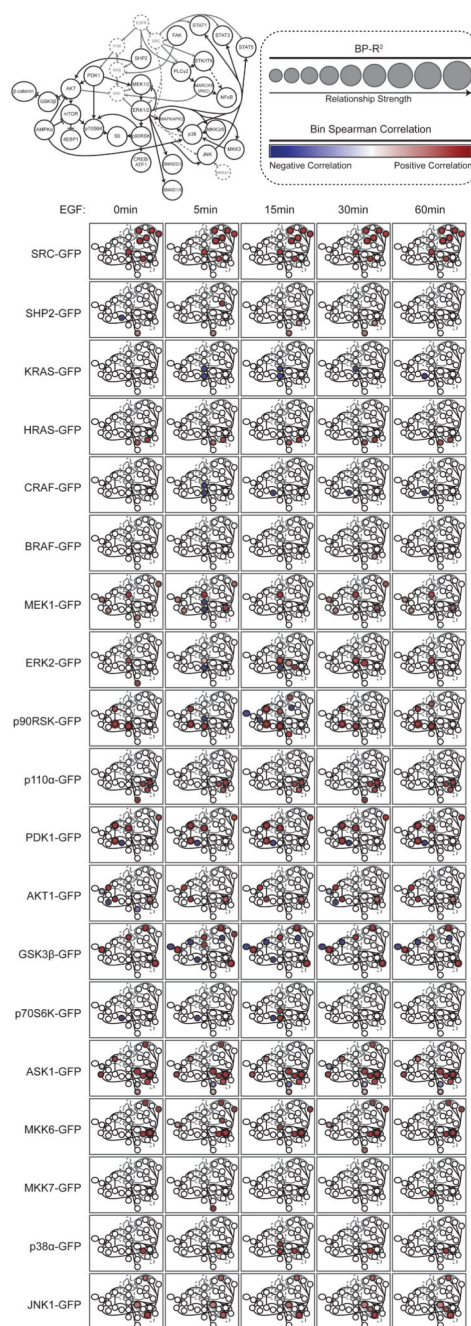 EGFR
STAT1
FAK
STAT3
SRC
SHP2
STAT5
PDK1
PLCγ2
MEK1/2
β-catenin
AKT
GSK3β
NFκB
ERK1/2
mTOR
MAPKAPK2
AMPKα
p70S6K
S6
p90RSK
p38
MKK3/6
4EBP1
MKK3
CREB/
ATF1
SMAD2/3
JNK
SMAD1/5
BP-R²
Relationship Strength
Bin Spearman Correlation
Negative Correlation Positive Correlation
EGF: 0min 5min 15min 30min 60min
SRC-GFP
SHP2-GFP
KRAS-GFP
HRAS-GFP
CRAF-GFP
BRAF-GFP
MEK1-GFP
ERK2-GFP
p90RSK-GFP
p110α-GFP
PDK1-GFP
AKT1-GFP
GSK3β-GFP
p70S6K-GFP
ASK1-GFP
MKK6-GFP
MKK7-GFP
p38α-GFP
JNK1-GFP